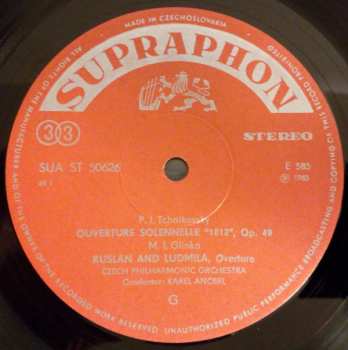 MADE IN CZECHOSLOVAKIA
ALL RIGHTS OF THE MANUFACTURER AND OF THE OWNER OF THE RECORDED WORK RESERVED
UNAUTHORIZED PUBLIC PERFORMANCE BROADCASTING AND COPYING OF THIS RECORD PROHIBITED
SUPRAPHON
33
STEREO
SUA ST 50626
E 585
℗ 1965
P. I. Tchaikovsky
OUVERTURE SOLENNELLE "1812", Op. 49
M. I. Glinka
RUSLAN AND LUDMILA, Overture
CZECH PHILHARMONIC ORCHESTRA
Conductor: KAREL ANČERL
G